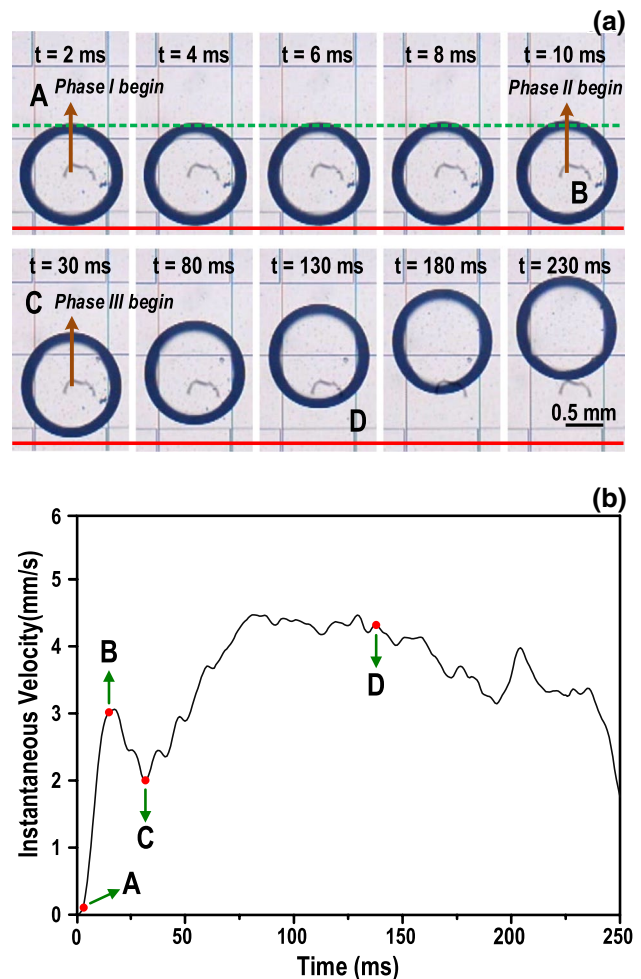 (a)
t = 2 ms t = 4 ms t = 6 ms t = 8 ms t = 10 ms
A Phase I begin Phase II begin
B
t = 30 ms t = 80 ms t = 130 ms t = 180 ms t = 230 ms
C Phase III begin
D
0.5 mm
(b)
Instantaneous Velocity(mm/s)
6
5
4
3
2
1
0
B
D
C
A
0 50 100 150 200 250
Time (ms)